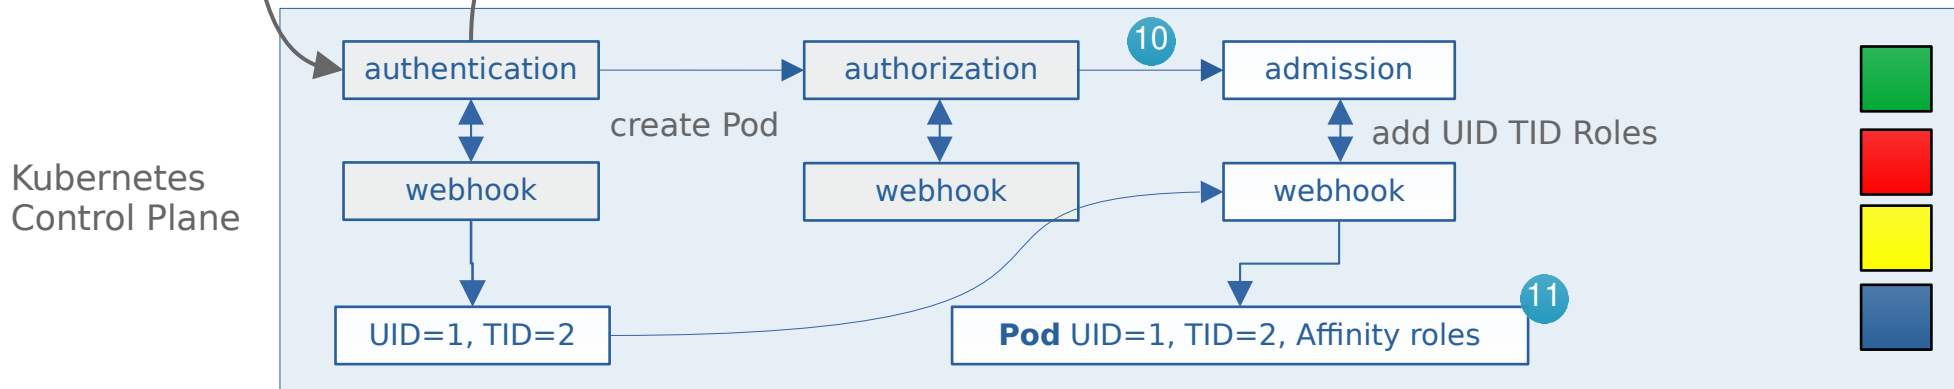 10
authentication
authorization
admission
create Pod
add UID TID Roles
Kubernetes
Control Plane
webhook
webhook
webhook
11
UID=1, TID=2
Pod UID=1, TID=2, Affinity roles